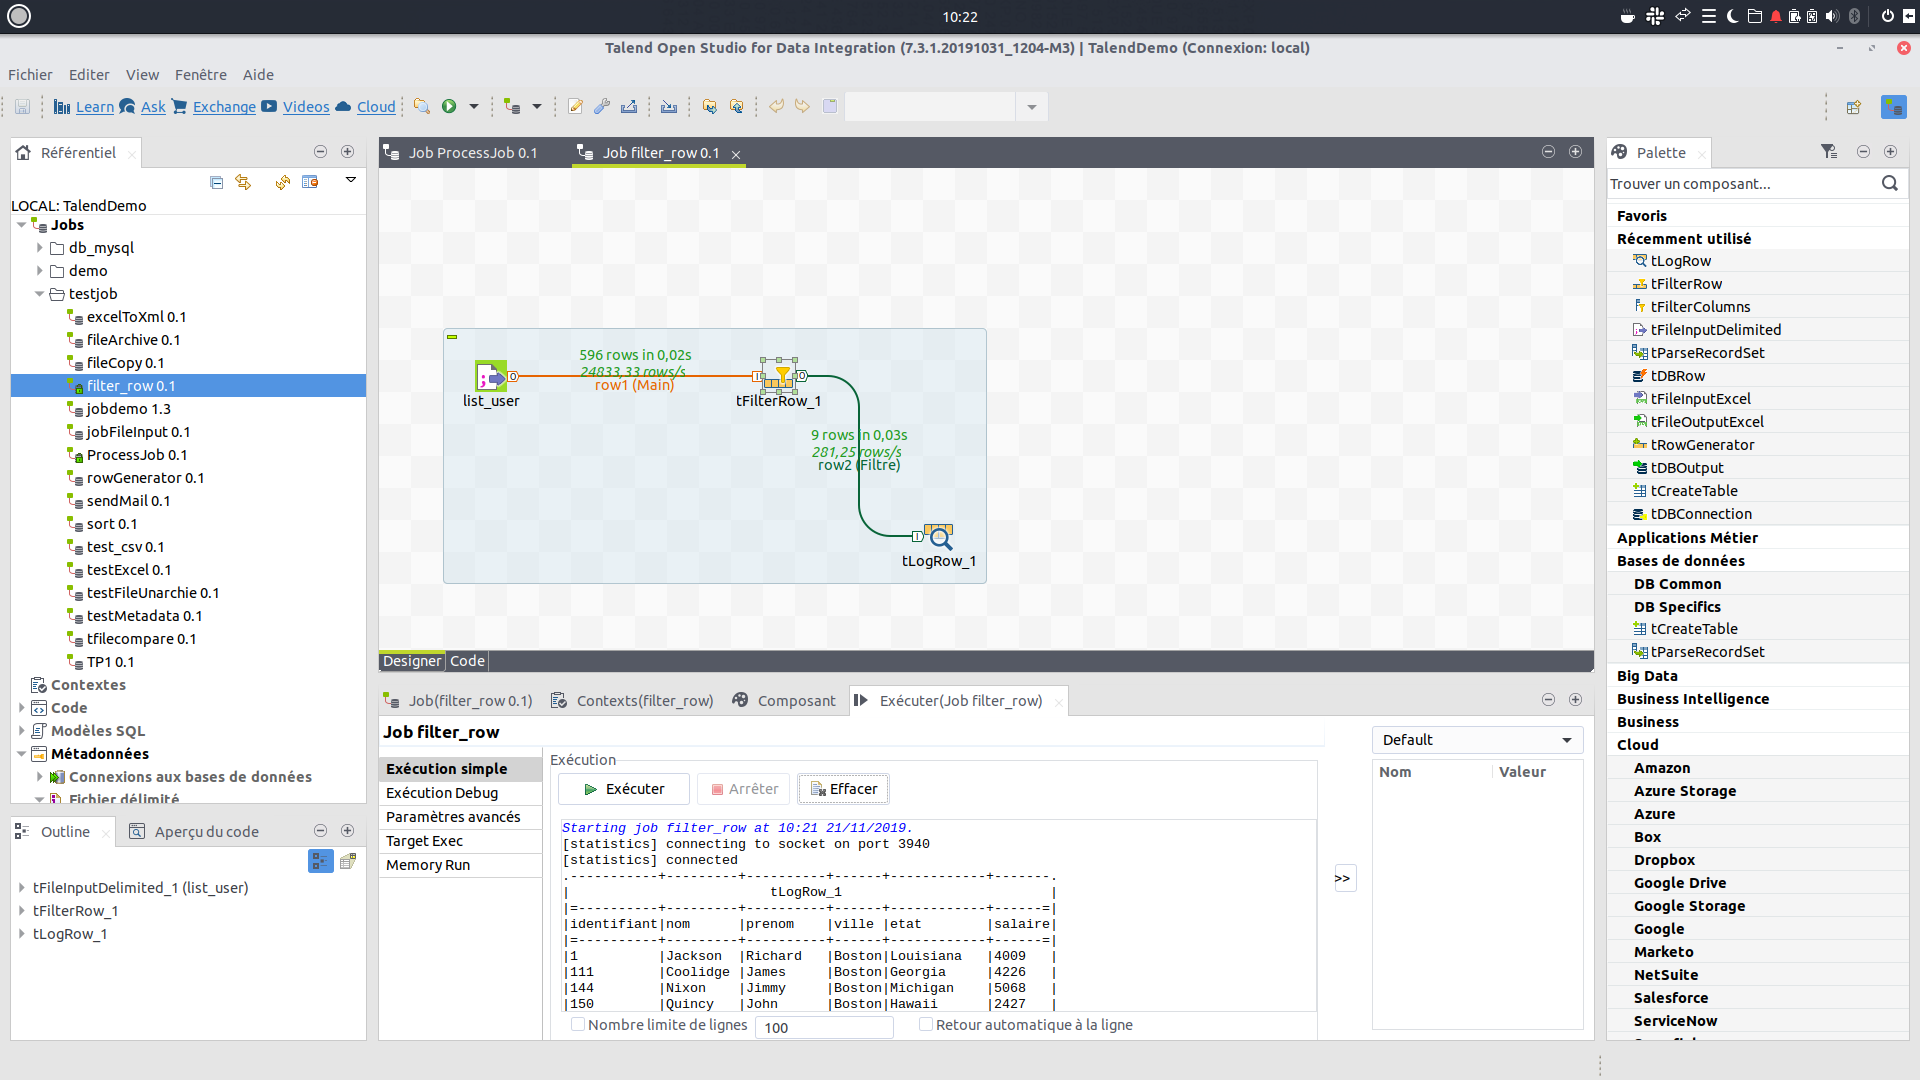 10:22
Talend Open Studio for Data Integration (7.3.1.20191031_1204-M3) | TalendDemo (Connexion: local)
Fichier Editer View Fenêtre Aide
Learn Ask Exchange Videos Cloud
Référentiel
LOCAL: TalendDemo
Jobs
db_mysql
demo
testjob
excelToXml 0.1
fileArchive 0.1
fileCopy 0.1
filter_row 0.1
jobdemo 1.3
jobFileInput 0.1
ProcessJob 0.1
rowGenerator 0.1
sendMail 0.1
sort 0.1
test_csv 0.1
testExcel 0.1
testFileUnarchie 0.1
testMetadata 0.1
tfilecompare 0.1
TP1 0.1
Contextes
Code
Modèles SQL
Métadonnées
Connexions aux bases de données
Fichier délimité
Outline Aperçu du code
tFileInputDelimited_1 (list_user)
tFilterRow_1
tLogRow_1
Job ProcessJob 0.1 Job filter_row 0.1
596 rows in 0,02s
24833,33 rows/s
row1 (Main)
list_user
tFilterRow_1
9 rows in 0,03s
281,25 rows/s
row2 (Filtre)
tLogRow_1
Designer Code
Job(filter_row 0.1) Contexts(filter_row) Composant Exécuter(Job filter_row)
Job filter_row
Exécution simple
Exécution Debug
Paramètres avancés
Target Exec
Memory Run
Exécution
Exécuter Arrêter Effacer
Starting job filter_row at 10:21 21/11/2019.
[statistics] connecting to socket on port 3940
[statistics] connected
.-----------+---------+----------+------+------------+-------.
|                         tLogRow_1                          |
|=----------+---------+----------+------+------------+------=|
|identifiant|nom      |prenom    |ville |etat        |salaire|
|=----------+---------+----------+------+------------+------=|
|1          |Jackson  |Richard   |Boston|Louisiana   |4009   |
|111        |Coolidge |James     |Boston|Georgia     |4226   |
|144        |Nixon    |Jimmy     |Boston|Michigan    |5068   |
|150        |Quincy   |John      |Boston|Hawaii      |2427   |
Nombre limite de lignes 100 Retour automatique à la ligne
>>
Default
Nom Valeur
Palette
Trouver un composant...
Favoris
Récemment utilisé
tLogRow
tFilterRow
tFilterColumns
tFileInputDelimited
tParseRecordSet
tDBRow
tFileInputExcel
tFileOutputExcel
tRowGenerator
tDBOutput
tCreateTable
tDBConnection
Applications Métier
Bases de données
DB Common
DB Specifics
tCreateTable
tParseRecordSet
Big Data
Business Intelligence
Business
Cloud
Amazon
Azure Storage
Azure
Box
Dropbox
Google Drive
Google Storage
Google
Marketo
NetSuite
Salesforce
ServiceNow